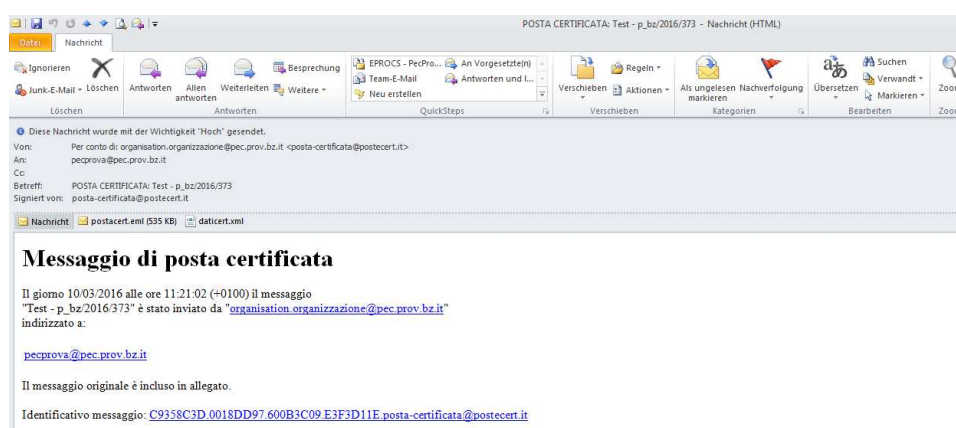 POSTA CERTIFICATA: Test - p_bz/2016/373 - Nachricht (HTML)
Datei Nachricht
Ignorieren
Junk-E-Mail
Löschen
Antworten
Allen antworten
Weiterleiten
Besprechung
Weitere
EPROCS - PecPro...
Team-E-Mail
Neu erstellen
An Vorgesetzte(n)
Antworten und l...
Verschieben
Regeln
Aktionen
Als ungelesen markieren
Nachverfolgung
Übersetzen
Suchen
Verwandt
Markieren
Zoo
Löschen Antworten QuickSteps Verschieben Kategorien Bearbeiten Zoo
Diese Nachricht wurde mit der Wichtigkeit "Hoch" gesendet.
Von: Per conto di: organisation.organizzazione@pec.prov.bz.it <posta-certificata@postecert.it>
An: pecprova@pec.prov.bz.it
Cc:
Betreff: POSTA CERTIFICATA: Test - p_bz/2016/373
Signiert von: posta-certificata@postecert.it
Nachricht postacert.eml (535 KB) daticert.xml
Messaggio di posta certificata
Il giorno 10/03/2016 alle ore 11:21:02 (+0100) il messaggio
"Test - p_bz/2016/373" è stato inviato da "organisation.organizzazione@pec.prov.bz.it"
indirizzato a:
pecprova@pec.prov.bz.it
Il messaggio originale è incluso in allegato.
Identificativo messaggio: C9358C3D.0018DD97.600B3C09.E3F3D11E.posta-certificata@postecert.it